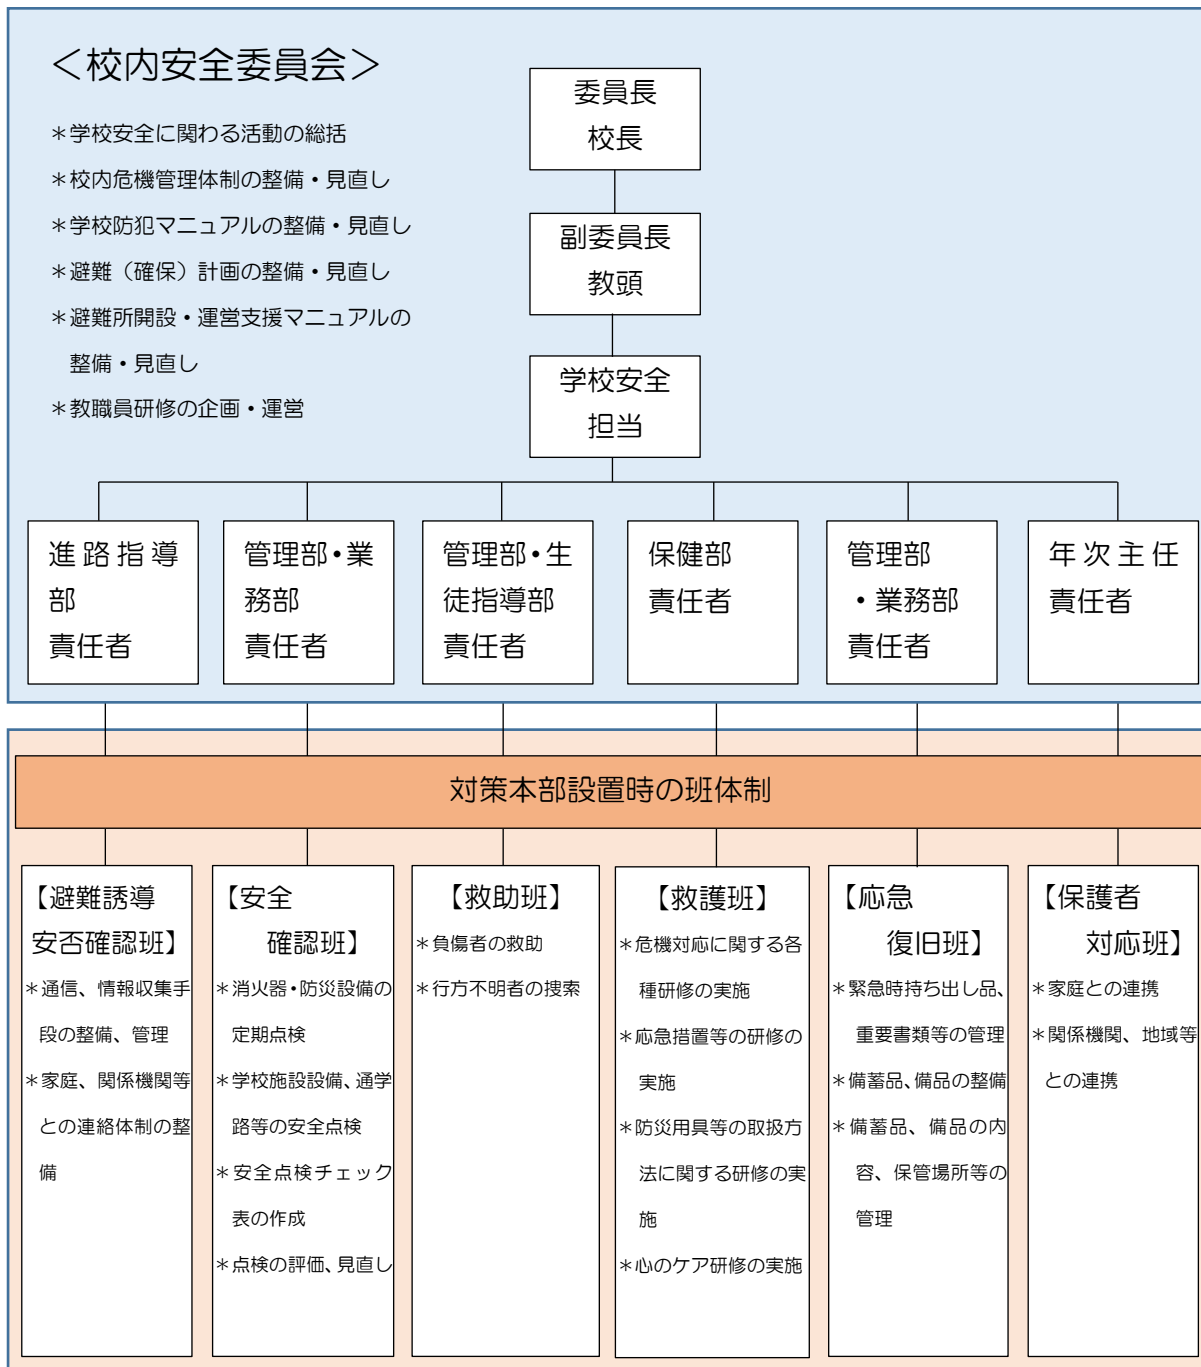 ＜校内安全委員会＞
＊学校安全に関わる活動の総括
＊校内危機管理体制の整備・見直し
＊学校防犯マニュアルの整備・見直し
＊避難（確保）計画の整備・見直し
＊避難所開設・運営支援マニュアルの
整備・見直し
＊教職員研修の企画・運営
委員長
校長
副委員長
教頭
学校安全
担当
進路指導
部
責任者
管理部・業
務部
責任者
管理部・生
徒指導部
責任者
保健部
責任者
管理部
・業務部
責任者
年次主任
責任者
対策本部設置時の班体制
【避難誘導
安否確認班】
＊通信、情報収集手
段の整備、管理
＊家庭、関係機関等
との連絡体制の整
備
【安全
確認班】
＊消火器・防災設備の
定期点検
＊学校施設設備、通学
路等の安全点検
＊安全点検チェック
表の作成
＊点検の評価、見直し
【救助班】
＊負傷者の救助
＊行方不明者の捜索
【救護班】
＊危機対応に関する各
種研修の実施
＊応急措置等の研修の
実施
＊防災用具等の取扱方
法に関する研修の実
施
＊心のケア研修の実施
【応急
復旧班】
＊緊急時持ち出し品、
重要書類等の管理
＊備蓄品、備品の整備
＊備蓄品、備品の内
容、保管場所等の
管理
【保護者
対応班】
＊家庭との連携
＊関係機関、地域等
との連携